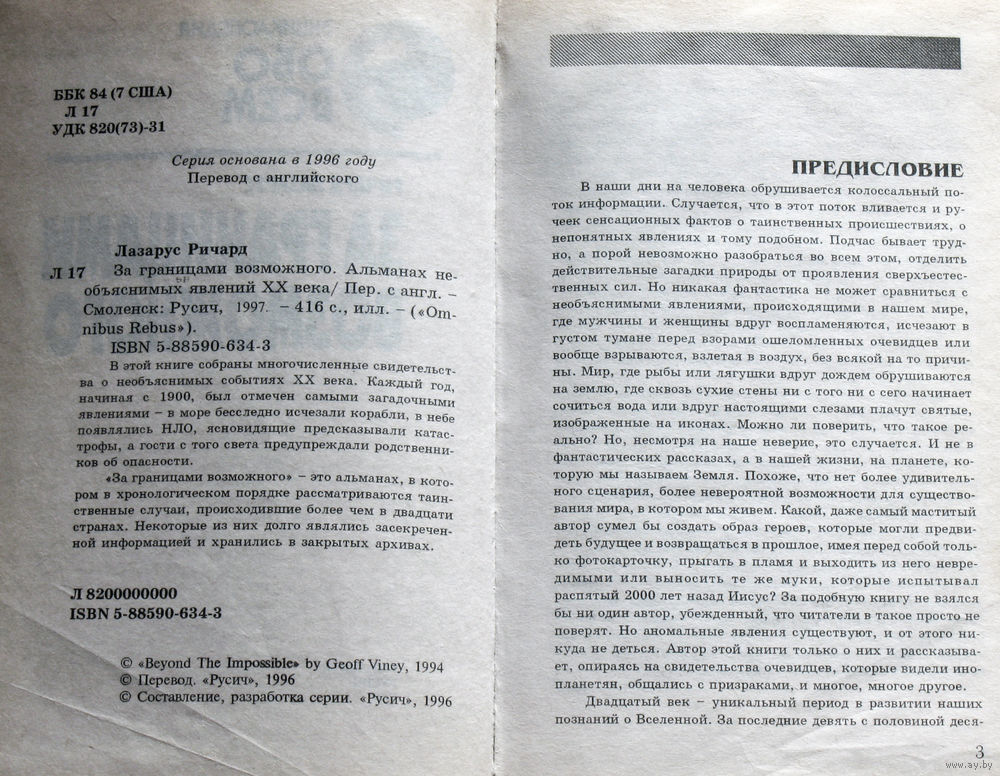 ББК 84 (7 США)
Л 17
УДК 820(73)-31
Серия основана в 1996 году
Перевод с английского
Лазарус Ричард
Л 17 За границами возможного. Альманах не-
объяснимых явлений XX века/ Пер. с англ. –
Смоленск: Русич, 1997. – 416 с., илл. – («Om-
nibus Rebus»).
ISBN 5-88590-634-3
В этой книге собраны многочисленные свидетельст-
ва о необъяснимых событиях XX века. Каждый год,
начиная с 1900, был отмечен самыми загадочными
явлениями – в море бесследно исчезали корабли, в небе
появлялись НЛО, ясновидящие предсказывали катас-
трофы, а гости с того света предупреждали родственни-
ков об опасности.
«За границами возможного» – это альманах, в кото-
ром в хронологическом порядке рассматриваются таин-
ственные случаи, происходившие более чем в двадцати
странах. Некоторые из них долго являлись засекречен-
ной информацией и хранились в закрытых архивах.
Л 8200000000
ISBN 5-88590-634-3
© «Beyond The Impossible» by Geoff Viney, 1994
© Перевод. «Русич», 1996
© Составление, разработка серии. «Русич», 1996
ПРЕДИСЛОВИЕ
В наши дни на человека обрушивается колоссальный по-
ток информации. Случается, что в этот поток вливается и ру-
чеек сенсационных фактов о таинственных происшествиях, о
непонятных явлениях и тому подобном. Подчас бывает труд-
но, а порой невозможно разобраться во всем этом, отделить
действительные загадки природы от проявления сверхъесте-
ственных сил. Но никакая фантастика не может сравниться с
необъяснимыми явлениями, происходящими в нашем мире,
где мужчины и женщины вдруг воспламеняются, исчезают в
густом тумане перед взорами ошеломленных очевидцев или
вообще взрываются, взлетая в воздух, без всякой на то причи-
ны. Мир, где рыбы или лягушки вдруг дождем обрушиваются
на землю, где сквозь сухие стены ни с того ни с сего начинает
сочиться вода или вдруг настоящими слезами плачут святые,
изображенные на иконах. Можно ли поверить, что такое ре-
ально? Но, несмотря на наше неверие, это случается. И не в
фантастических рассказах, а в нашей жизни, на планете, ко-
торую мы называем Земля. Похоже, что нет более удивитель-
ного сценария, более невероятной возможности для существо-
вания мира, в котором мы живем. Какой, даже самый маститый
автор сумел бы создать образ героев, которые могли предви-
деть будущее и возвращаться в прошлое, имея перед собой толь-
ко фотокарточку, прыгать в пламя и выходить из него невре-
димыми или выносить те же муки, которые испытывал
распятый 2000 лет назад Иисус? За подобную книгу не взялся
бы ни один автор, убежденный, что читатели в такое просто не
поверят. Но аномальные явления существуют, и от этого ни-
куда не деться. Автор этой книги только о них и рассказыва-
ет, опираясь на свидетельства очевидцев, которые видели ино-
планетян, общались с призраками, и многое, многое другое.
Двадцатый век – уникальный период в развитии наших
познаний о Вселенной. За последние девять с половиной деся-
3
www.ay.by